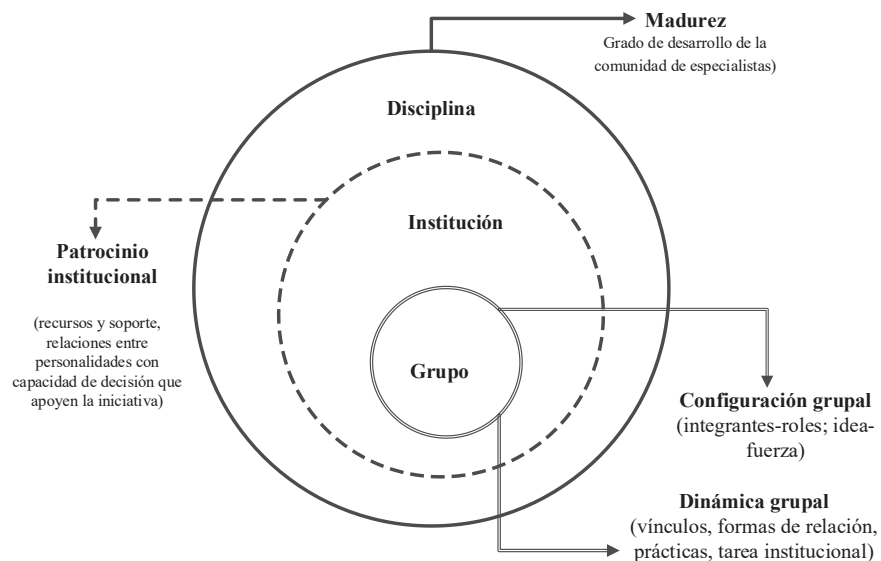 Madurez
Grado de desarrollo de la
comunidad de especialistas)
Disciplina
Institución
Patrocinio
institucional
(recursos y soporte,
relaciones entre
personalidades con
capacidad de decisión que
apoyen la iniciativa)
Grupo
Configuración grupal
(integrantes-roles; idea-
fuerza)
Dinámica grupal
(vínculos, formas de relación,
prácticas, tarea institucional)